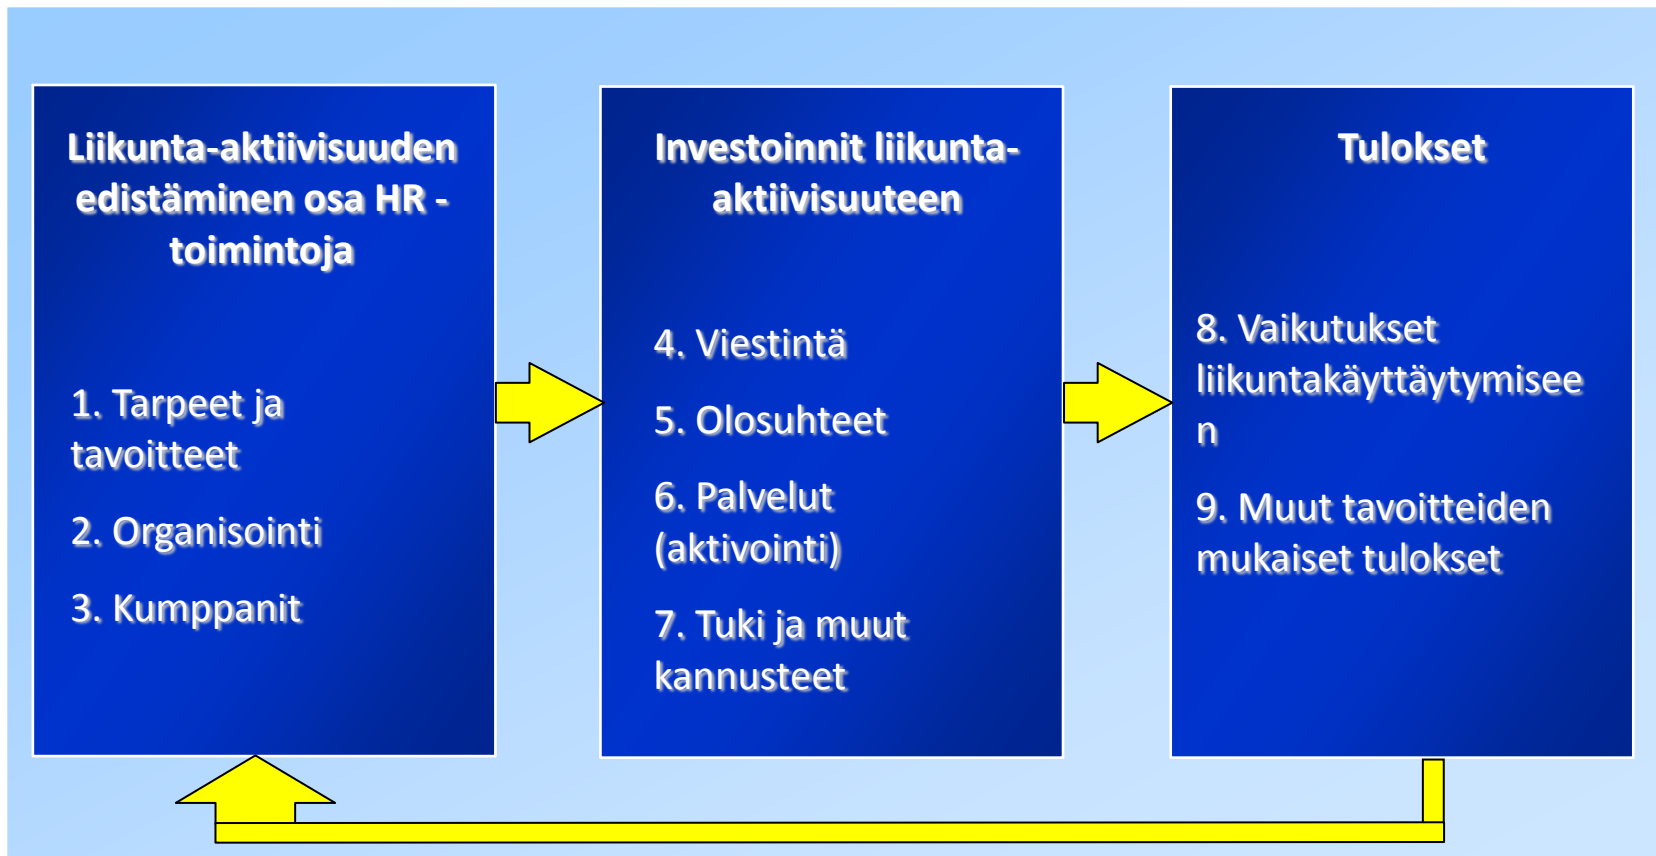 Liikunta-aktiivisuuden
edistäminen osa HR -
toimintoja
1. Tarpeet ja
tavoitteet
2. Organisointi
3. Kumppanit
Investoinnit liikunta-
aktiivisuuteen
4. Viestintä
5. Olosuhteet
6. Palvelut
(aktivointi)
7. Tuki ja muut
kannusteet
Tulokset
8. Vaikutukset
liikuntakäyttäytymisee
n
9. Muut tavoitteiden
mukaiset tulokset